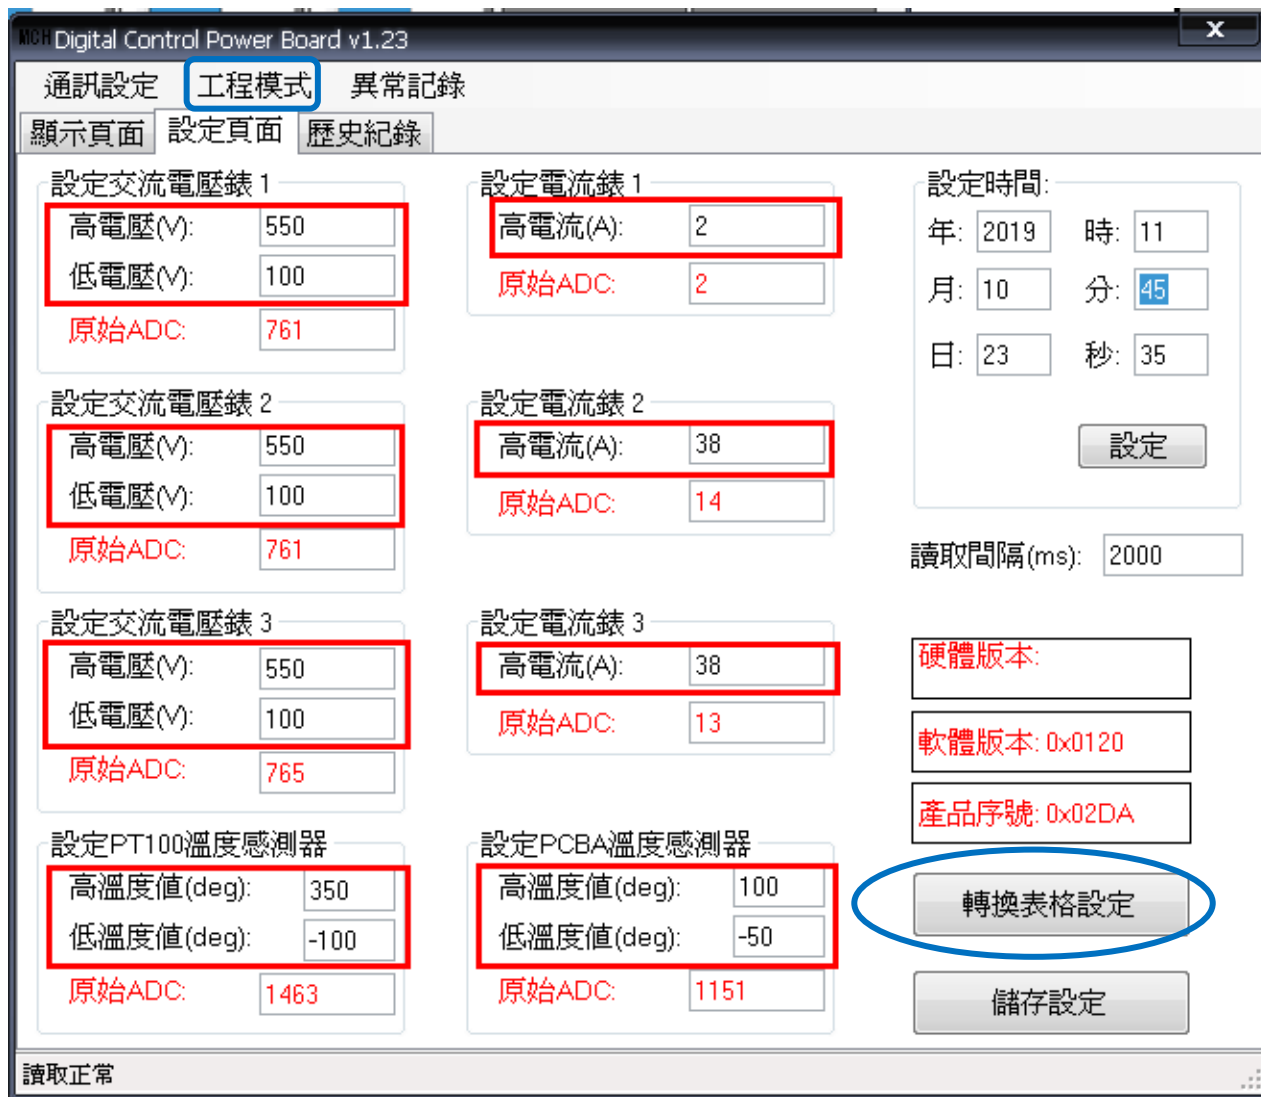 MCH Digital Control Power Board v1.23
x
通訊設定 工程模式 異常記錄
顯示頁面 設定頁面 歷史紀錄
設定交流電壓錶 1
高電壓(V): 550
低電壓(V): 100
原始ADC: 761
設定交流電壓錶 2
高電壓(V): 550
低電壓(V): 100
原始ADC: 761
設定交流電壓錶 3
高電壓(V): 550
低電壓(V): 100
原始ADC: 765
設定PT100溫度感測器
高溫度值(deg): 350
低溫度值(deg): -100
原始ADC: 1463
設定電流錶 1
高電流(A): 2
原始ADC: 2
設定電流錶 2
高電流(A): 38
原始ADC: 14
設定電流錶 3
高電流(A): 38
原始ADC: 13
設定PCBA溫度感測器
高溫度值(deg): 100
低溫度值(deg): -50
原始ADC: 1151
設定時間:
年: 2019 時: 11
月: 10 分: 45
日: 23 秒: 35
設定
讀取間隔(ms): 2000
硬體版本:
軟體版本: 0x0120
產品序號: 0x02DA
轉換表格設定
儲存設定
讀取正常